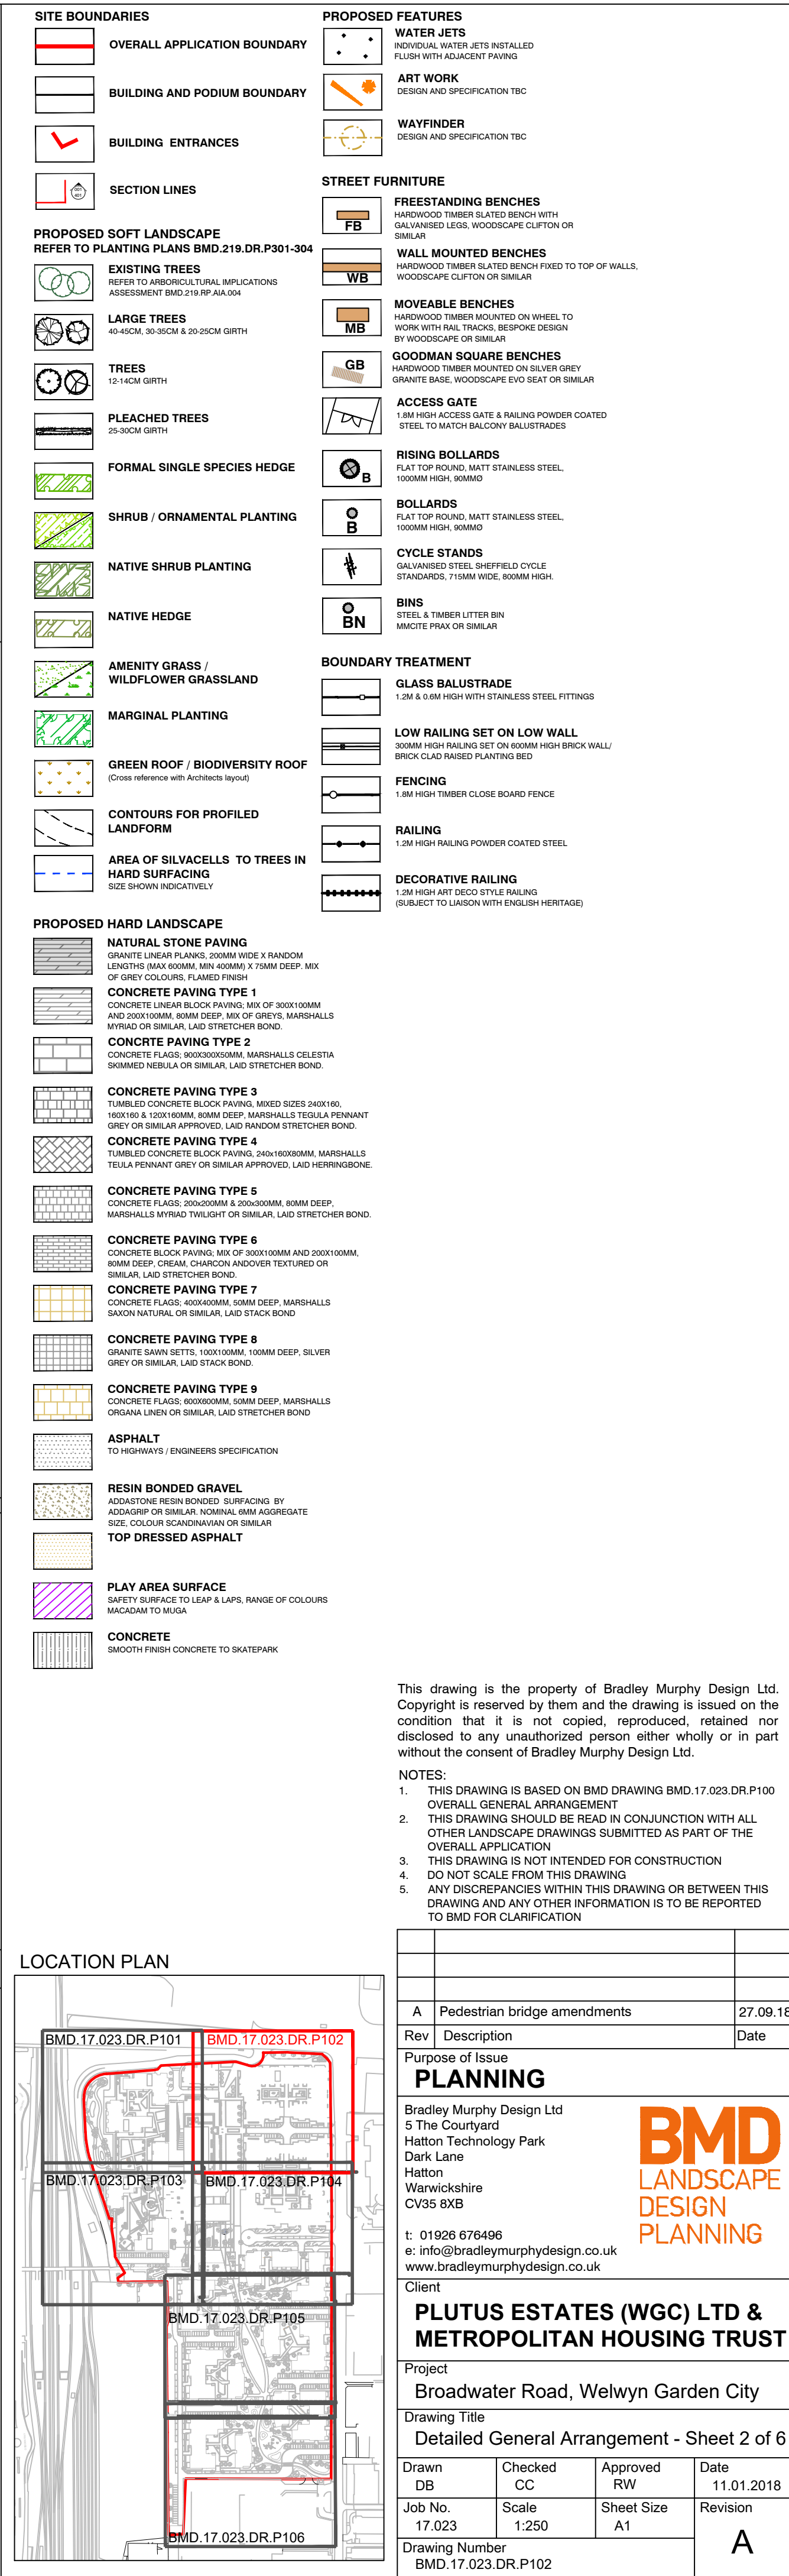 SITE BOUNDARIES
OVERALL APPLICATION BOUNDARY
BUILDING AND PODIUM BOUNDARY
BUILDING ENTRANCES
SECTION LINES
PROPOSED SOFT LANDSCAPE
REFER TO PLANTING PLANS BMD.219.DR.P301-304
EXISTING TREES
REFER TO ARBORICULTURAL IMPLICATIONS
ASSESSMENT BMD.219.RP.AIA.004
LARGE TREES
40-45CM, 30-35CM & 20-25CM GIRTH
TREES
12-14CM GIRTH
PLEACHED TREES
25-30CM GIRTH
FORMAL SINGLE SPECIES HEDGE
SHRUB / ORNAMENTAL PLANTING
NATIVE SHRUB PLANTING
NATIVE HEDGE
AMENITY GRASS /
WILDFLOWER GRASSLAND
MARGINAL PLANTING
GREEN ROOF / BIODIVERSITY ROOF
(Cross reference with Architects layout)
CONTOURS FOR PROFILED
LANDFORM
AREA OF SILVACELLS TO TREES IN
HARD SURFACING
SIZE SHOWN INDICATIVELY
PROPOSED HARD LANDSCAPE
NATURAL STONE PAVING
GRANITE LINEAR PLANKS, 200MM WIDE X RANDOM
LENGTHS (MAX 600MM, MIN 400MM) X 75MM DEEP. MIX
OF GREY COLOURS, FLAMED FINISH
CONCRETE PAVING TYPE 1
CONCRETE LINEAR BLOCK PAVING; MIX OF 300X100MM
AND 200X100MM, 80MM DEEP, MIX OF GREYS, MARSHALLS
MYRIAD OR SIMILAR, LAID STRETCHER BOND.
CONCRTE PAVING TYPE 2
CONCRETE FLAGS; 900X300X50MM, MARSHALLS CELESTIA
SKIMMED NEBULA OR SIMILAR, LAID STRETCHER BOND.
CONCRETE PAVING TYPE 3
TUMBLED CONCRETE BLOCK PAVING, MIXED SIZES 240X160,
160X160 & 120X160MM, 80MM DEEP, MARSHALLS TEGULA PENNANT
GREY OR SIMILAR APPROVED, LAID RANDOM STRETCHER BOND.
CONCRETE PAVING TYPE 4
TUMBLED CONCRETE BLOCK PAVING, 240x160X80MM, MARSHALLS
TEULA PENNANT GREY OR SIMILAR APPROVED, LAID HERRINGBONE.
CONCRETE PAVING TYPE 5
CONCRETE FLAGS; 200x200MM & 200x300MM, 80MM DEEP,
MARSHALLS MYRIAD TWILIGHT OR SIMILAR, LAID STRETCHER BOND.
CONCRETE PAVING TYPE 6
CONCRETE BLOCK PAVING; MIX OF 300X100MM AND 200X100MM,
80MM DEEP, CREAM, CHARCON ANDOVER TEXTURED OR
SIMILAR, LAID STRETCHER BOND.
CONCRETE PAVING TYPE 7
CONCRETE FLAGS; 400X400MM, 50MM DEEP, MARSHALLS
SAXON NATURAL OR SIMILAR, LAID STACK BOND
CONCRETE PAVING TYPE 8
GRANITE SAWN SETTS, 100X100MM, 100MM DEEP, SILVER
GREY OR SIMILAR, LAID STACK BOND.
CONCRETE PAVING TYPE 9
CONCRETE FLAGS; 600X600MM, 50MM DEEP, MARSHALLS
ORGANA LINEN OR SIMILAR, LAID STRETCHER BOND
ASPHALT
TO HIGHWAYS / ENGINEERS SPECIFICATION
RESIN BONDED GRAVEL
ADDASTONE RESIN BONDED SURFACING BY
ADDAGRIP OR SIMILAR. NOMINAL 6MM AGGREGATE
SIZE, COLOUR SCANDINAVIAN OR SIMILAR
TOP DRESSED ASPHALT
PLAY AREA SURFACE
SAFETY SURFACE TO LEAP & LAPS, RANGE OF COLOURS
MACADAM TO MUGA
CONCRETE
SMOOTH FINISH CONCRETE TO SKATEPARK
PROPOSED FEATURES
WATER JETS
INDIVIDUAL WATER JETS INSTALLED
FLUSH WITH ADJACENT PAVING
ART WORK
DESIGN AND SPECIFICATION TBC
WAYFINDER
DESIGN AND SPECIFICATION TBC
STREET FURNITURE
FB
FREESTANDING BENCHES
HARDWOOD TIMBER SLATED BENCH WITH
GALVANISED LEGS, WOODSCAPE CLIFTON OR
SIMILAR
WB
WALL MOUNTED BENCHES
HARDWOOD TIMBER SLATED BENCH FIXED TO TOP OF WALLS,
WOODSCAPE CLIFTON OR SIMILAR
MB
MOVEABLE BENCHES
HARDWOOD TIMBER MOUNTED ON WHEEL TO
WORK WITH RAIL TRACKS, BESPOKE DESIGN
BY WOODSCAPE OR SIMILAR
GB
GOODMAN SQUARE BENCHES
HARDWOOD TIMBER MOUNTED ON SILVER GREY
GRANITE BASE, WOODSCAPE EVO SEAT OR SIMILAR
ACCESS GATE
1.8M HIGH ACCESS GATE & RAILING POWDER COATED
STEEL TO MATCH BALCONY BALUSTRADES
B
RISING BOLLARDS
FLAT TOP ROUND, MATT STAINLESS STEEL,
1000MM HIGH, 90MMØ
B
BOLLARDS
FLAT TOP ROUND, MATT STAINLESS STEEL,
1000MM HIGH, 90MMØ
CYCLE STANDS
GALVANISED STEEL SHEFFIELD CYCLE
STANDARDS, 715MM WIDE, 800MM HIGH.
BN
BINS
STEEL & TIMBER LITTER BIN
MMCITE PRAX OR SIMILAR
BOUNDARY TREATMENT
GLASS BALUSTRADE
1.2M & 0.6M HIGH WITH STAINLESS STEEL FITTINGS
LOW RAILING SET ON LOW WALL
300MM HIGH RAILING SET ON 600MM HIGH BRICK WALL/
BRICK CLAD RAISED PLANTING BED
FENCING
1.8M HIGH TIMBER CLOSE BOARD FENCE
RAILING
1.2M HIGH RAILING POWDER COATED STEEL
DECORATIVE RAILING
1.2M HIGH ART DECO STYLE RAILING
(SUBJECT TO LIAISON WITH ENGLISH HERITAGE)
This drawing is the property of Bradley Murphy Design Ltd.
Copyright is reserved by them and the drawing is issued on the
condition that it is not copied, reproduced, retained nor
disclosed to any unauthorized person either wholly or in part
without the consent of Bradley Murphy Design Ltd.
NOTES:
1. THIS DRAWING IS BASED ON BMD DRAWING BMD.17.023.DR.P100
OVERALL GENERAL ARRANGEMENT
2. THIS DRAWING SHOULD BE READ IN CONJUNCTION WITH ALL
OTHER LANDSCAPE DRAWINGS SUBMITTED AS PART OF THE
OVERALL APPLICATION
3. THIS DRAWING IS NOT INTENDED FOR CONSTRUCTION
4. DO NOT SCALE FROM THIS DRAWING
5. ANY DISCREPANCIES WITHIN THIS DRAWING OR BETWEEN THIS
DRAWING AND ANY OTHER INFORMATION IS TO BE REPORTED
TO BMD FOR CLARIFICATION
LOCATION PLAN
BMD.17.023.DR.P101
BMD.17.023.DR.P102
BMD.17.023.DR.P103
BMD.17.023.DR.P104
BMD.17.023.DR.P105
BMD.17.023.DR.P106
A Pedestrian bridge amendments 27.09.18
Rev Description Date
Purpose of Issue
PLANNING
Bradley Murphy Design Ltd
5 The Courtyard
Hatton Technology Park
Dark Lane
Hatton
Warwickshire
CV35 8XB
t: 01926 676496
e: info@bradleymurphydesign.co.uk
www.bradleymurphydesign.co.uk
BMD
LANDSCAPE
DESIGN
PLANNING
Client
PLUTUS ESTATES (WGC) LTD &
METROPOLITAN HOUSING TRUST
Project
Broadwater Road, Welwyn Garden City
Drawing Title
Detailed General Arrangement - Sheet 2 of 6
Drawn Checked Approved Date
DB CC RW 11.01.2018
Job No. Scale Sheet Size Revision
17.023 1:250 A1 A
Drawing Number
BMD.17.023.DR.P102